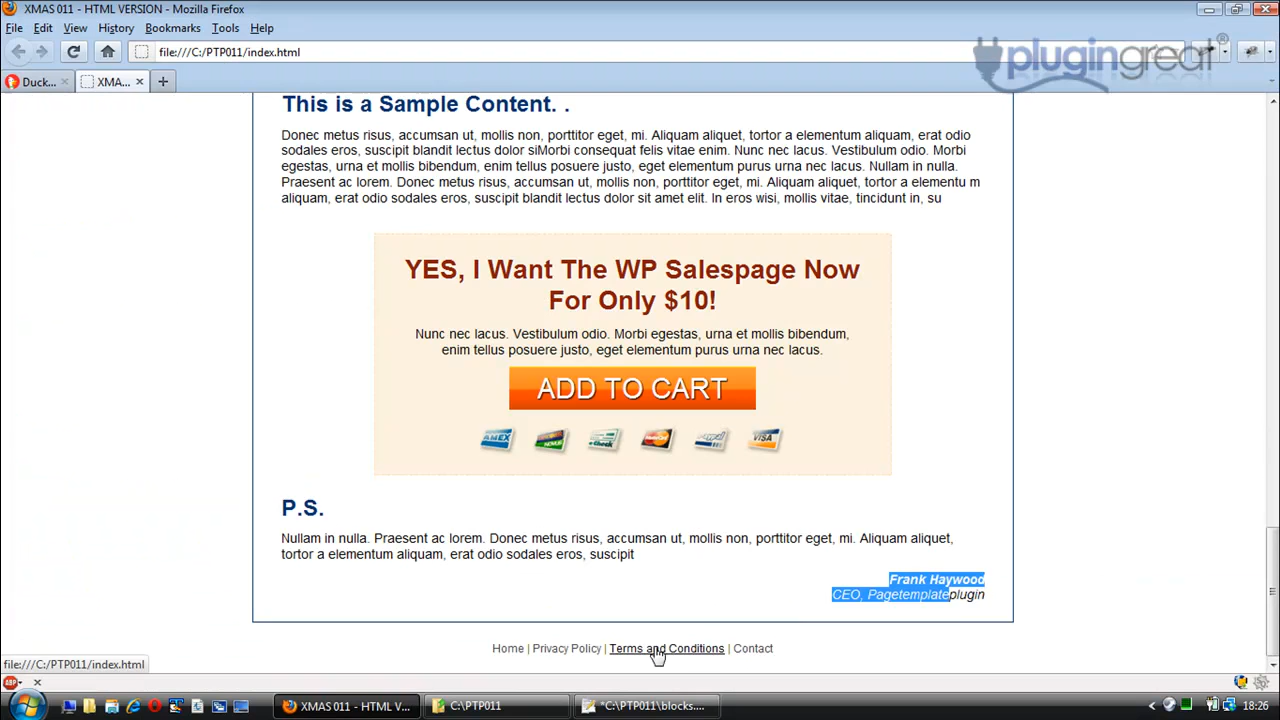 XMAS 011 - HTML VERSION - Mozilla Firefox
File Edit View History Bookmarks Tools Help
file:///C:/PTP011/index.html
plugingreat®
Duck... XMA...
This is a Sample Content. .
Donec metus risus, accumsan ut, mollis non, porttitor eget, mi. Aliquam aliquet, tortor a elementum aliquam, erat odio
sodales eros, suscipit blandit lectus dolor siMorbi consequat felis vitae enim. Nunc nec lacus. Vestibulum odio. Morbi
egestas, urna et mollis bibendum, enim tellus posuere justo, eget elementum purus urna nec lacus. Nullam in nulla.
Praesent ac lorem. Donec metus risus, accumsan ut, mollis non, porttitor eget, mi. Aliquam aliquet, tortor a elementu m
aliquam, erat odio sodales eros, suscipit blandit lectus dolor sit amet elit. In eros wisi, mollis vitae, tincidunt in, su
YES, I Want The WP Salespage Now
For Only $10!
Nunc nec lacus. Vestibulum odio. Morbi egestas, urna et mollis bibendum,
enim tellus posuere justo, eget elementum purus urna nec lacus.
ADD TO CART
AMEX check MasterCard VISA
P.S.
Nullam in nulla. Praesent ac lorem. Donec metus risus, accumsan ut, mollis non, porttitor eget, mi. Aliquam aliquet,
tortor a elementum aliquam, erat odio sodales eros, suscipit
Frank Haywood
CEO, Pagetemplateplugin
Home | Privacy Policy | Terms and Conditions | Contact
file:///C:/PTP011/index.html
ABP
XMAS 011 - HTML V... C:\PTP011 *C:\PTP011\blocks.... 18:26